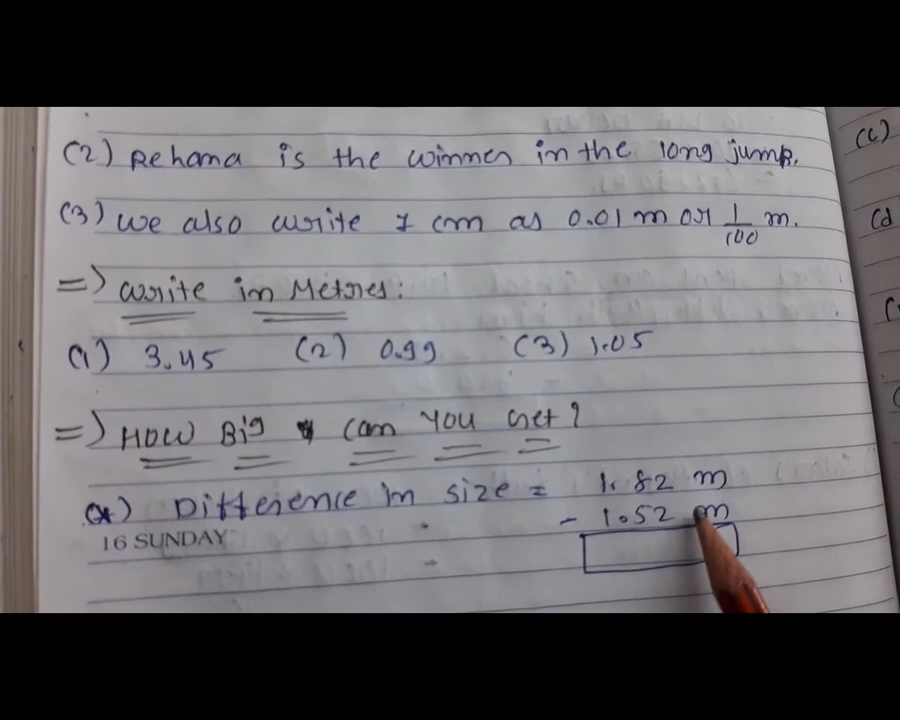 (2) Rehana is the winner in the long jump.
(3) we also write 1 cm as 0.01 m or 1/100 m.
=> write in Metres:
(1) 3.45 (2) 0.99 (3) 1.05
=> HOW Big can you Get?
Difference in size = 1.82 m
- 1.52 m
16 SUNDAY
(c)
(d